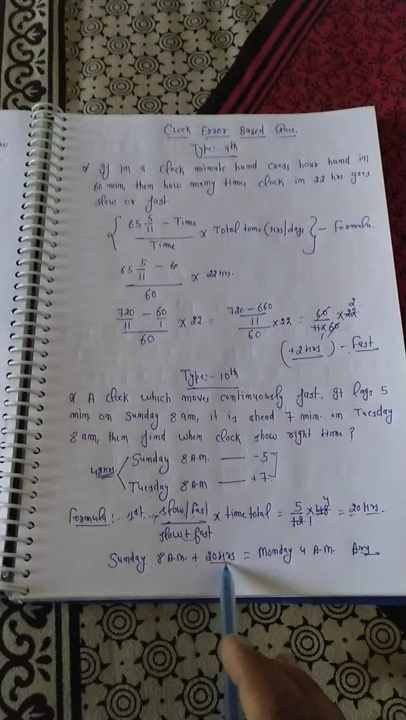 Clock Error Based Ques.
Type:- 9th
Q If in a clock minute hand cross hour hand in
60 min, then how many times clock in 22 hrs goes
slow or fast.
{ (65 5/11 - Time)/Time × Total time (hrs/days) } - Formula.
(65 5/11 - 60)/60 × 22 hrs.
(720/11 - 60/1)/60 × 22 = ((720-660)/11)/60 × 22 = 60/(11×60) × 22 2
(+2 hrs) - Fast
Type:- 10th
Q A clock which moves continuously fast. It lags 5
min on Sunday 8 am, it is ahead 7 min. on Tuesday
8 am, then find when clock show right time?
48hrs Sunday 8 A.M. — -5
Tuesday 8 A.M — +7
Formula:- 1st. → (slow/fast)/(slow+fast) × time total = 5/12 × 48 = 20 hrs.
Sunday 8 A.M. + 20 Hrs = Monday 4 A.M. Ans